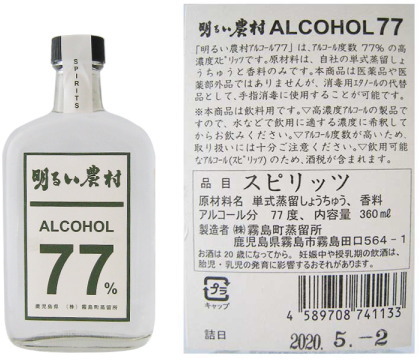 SPIRITS
明るい農村
ALCOHOL
77%
鹿児島県 (株)霧島町蒸留所
明るい農村 ALCOHOL 77
「明るい農村アルコール77」は、アルコール度数 77%の高
濃度スピリッツです。原材料は、自社の単式蒸留しょ
うちゅうと香料のみです。本商品は医薬品や医
薬部外品ではありませんが、消毒用エタノールの代替
品として、手指消毒に使用することが可能です。
※本商品は飲料用です。▽高濃度アルコールの製品で
すので、水などで飲用に適する濃度に希釈して
からお飲みください。▽アルコール度数が高いため、
取り扱いには十分ご注意ください。▽飲用可能
なアルコール(スピリッツ)のため、酒税が含まれます。
品目 スピリッツ
原材料名 単式蒸留しょうちゅう、香料
アルコール分 77度、内容量 360㎖
製造者 ㈱霧島町蒸留所
鹿児島県霧島市霧島田口564-1
お酒は20歳になってから。妊娠中や授乳期の飲酒は、
胎児・乳児の発育に影響するおそれがあります。
プラ
キャップ
4 589708 741133
詰日 2020. 5. -2